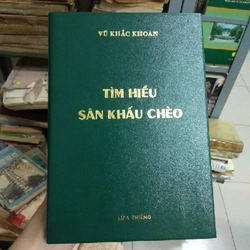 VŨ KHẮC KHOAN
TÌM HIỂU
SÂN KHẤU CHÈO
LỬA THIÊNG